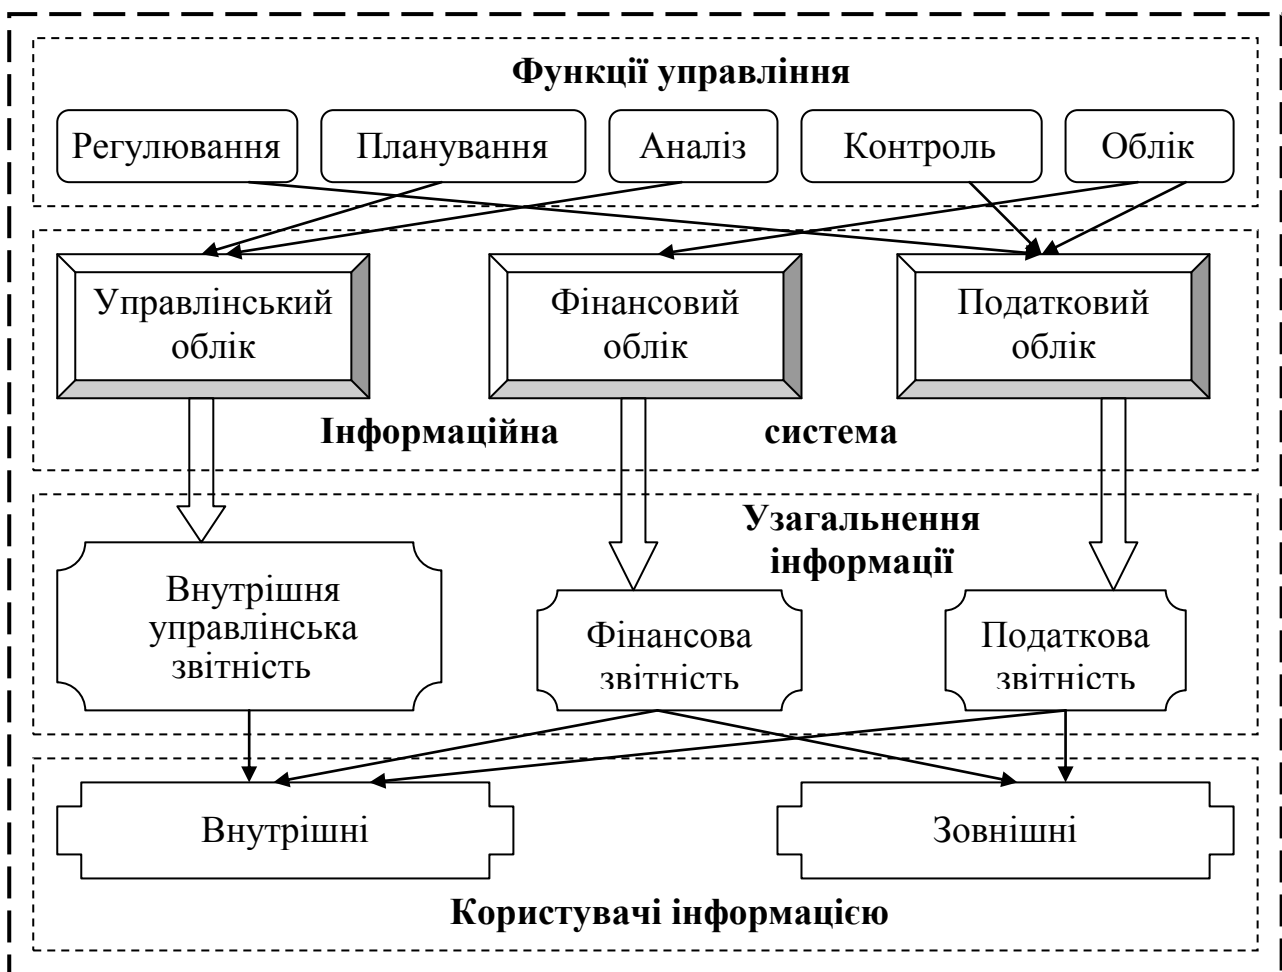 Функції управління
Регулювання
Планування
Аналіз
Контроль
Облік
Управлінський
облік
Фінансовий
облік
Податковий
облік
Інформаційна система
Узагальнення
інформації
Внутрішня
управлінська
звітність
Фінансова
звітність
Податкова
звітність
Внутрішні
Зовнішні
Користувачі інформацією